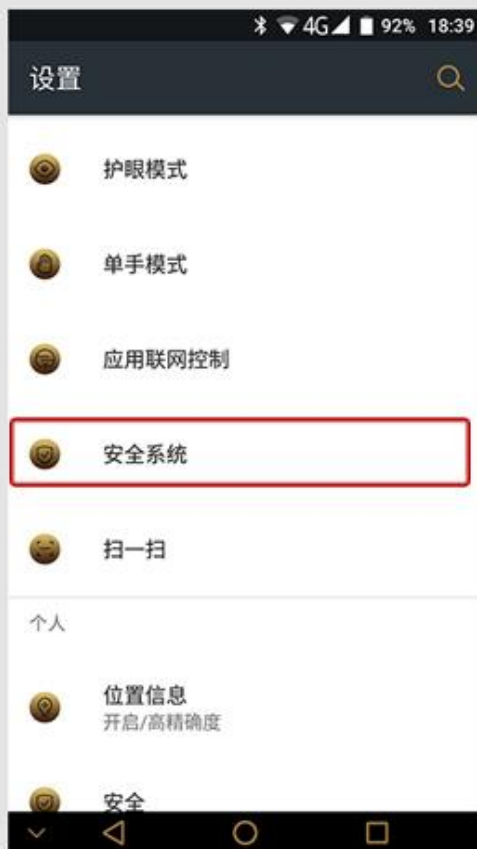 4G 92% 18:39
设置
护眼模式
单手模式
应用联网控制
安全系统
扫一扫
个人
位置信息
开启/高精确度
安全